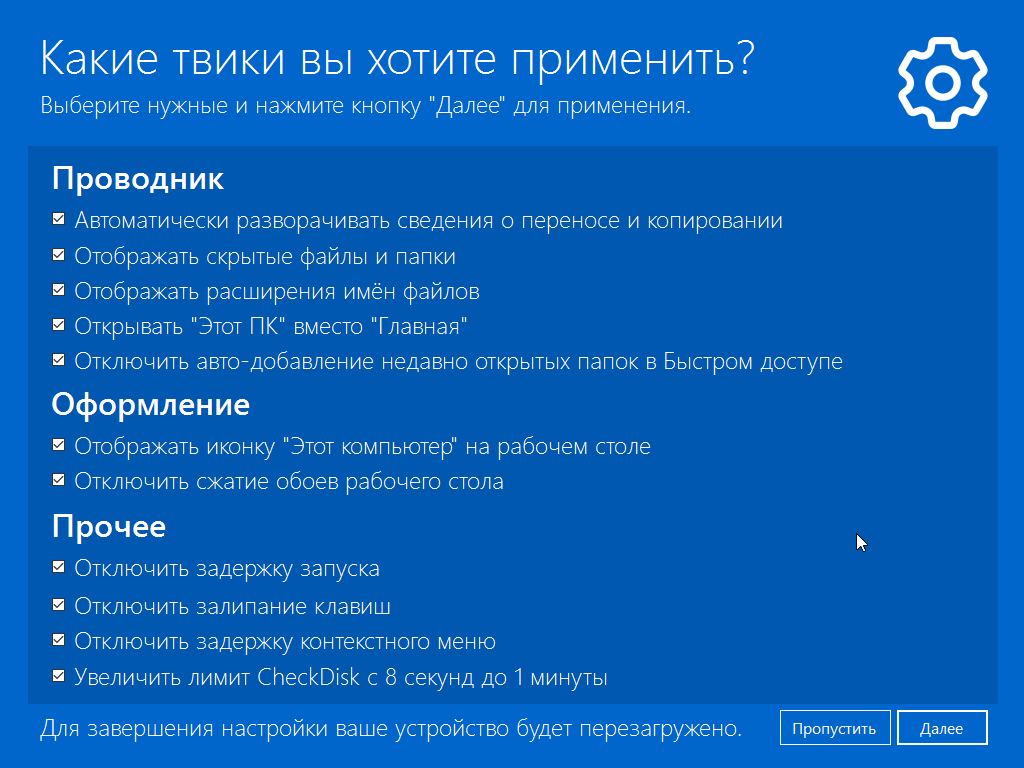 Какие твики вы хотите применить?
Выберите нужные и нажмите кнопку "Далее" для применения.
Проводник
Автоматически разворачивать сведения о переносе и копировании
Отображать скрытые файлы и папки
Отображать расширения имён файлов
Открывать "Этот ПК" вместо "Главная"
Отключить авто-добавление недавно открытых папок в Быстром доступе
Оформление
Отображать иконку "Этот компьютер" на рабочем столе
Отключить сжатие обоев рабочего стола
Прочее
Отключить задержку запуска
Отключить залипание клавиш
Отключить задержку контекстного меню
Увеличить лимит CheckDisk с 8 секунд до 1 минуты
Для завершения настройки ваше устройство будет перезагружено.
Пропустить
Далее